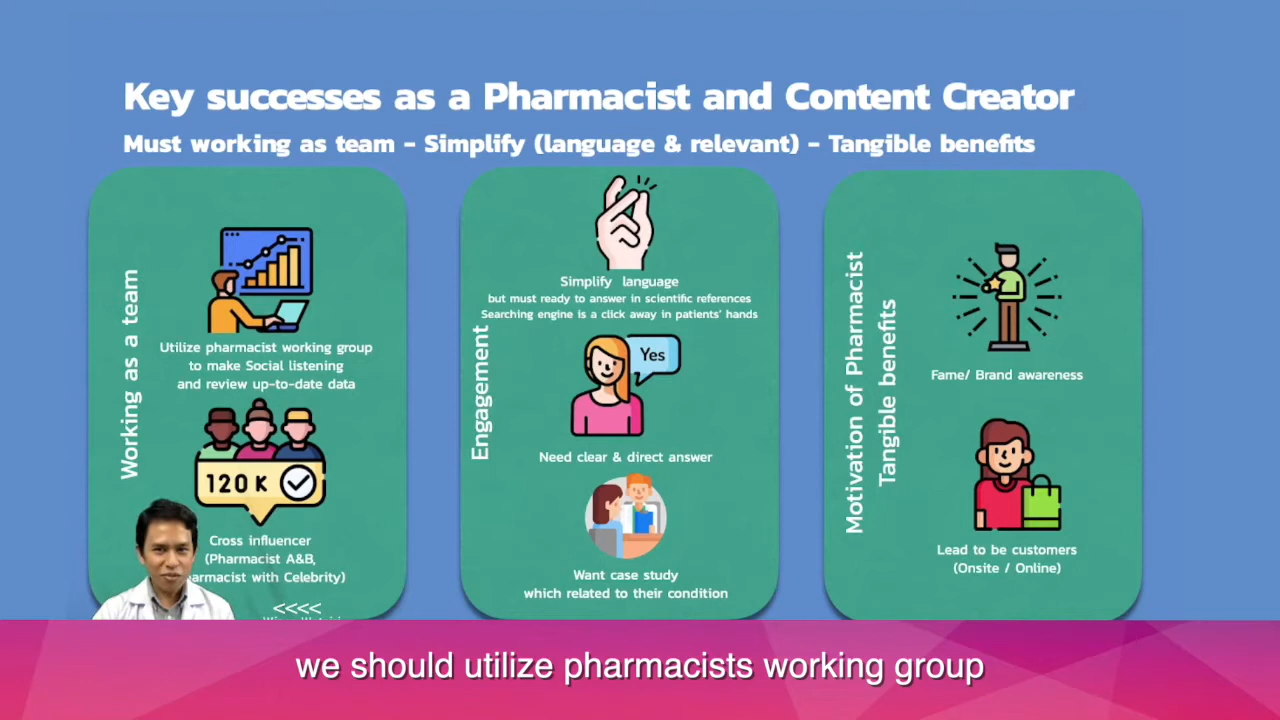 Key successes as a Pharmacist and Content Creator
Must working as team - Simplify (language & relevant) - Tangible benefits
Working as a team
Utilize pharmacist working group
to make Social listening
and review up-to-date data
120 K
Cross influencer
(Pharmacist A&B,
with Celebrity)
<<<<
Engagement
Simplify language
but must ready to answer in scientific references
Searching engine is a click away in patients' hands
Yes
Need clear & direct answer
Want case study
which related to their condition
Motivation of Pharmacist
Tangible benefits
Fame/ Brand awareness
Lead to be customers
(Onsite / Online)
we should utilize pharmacists working group